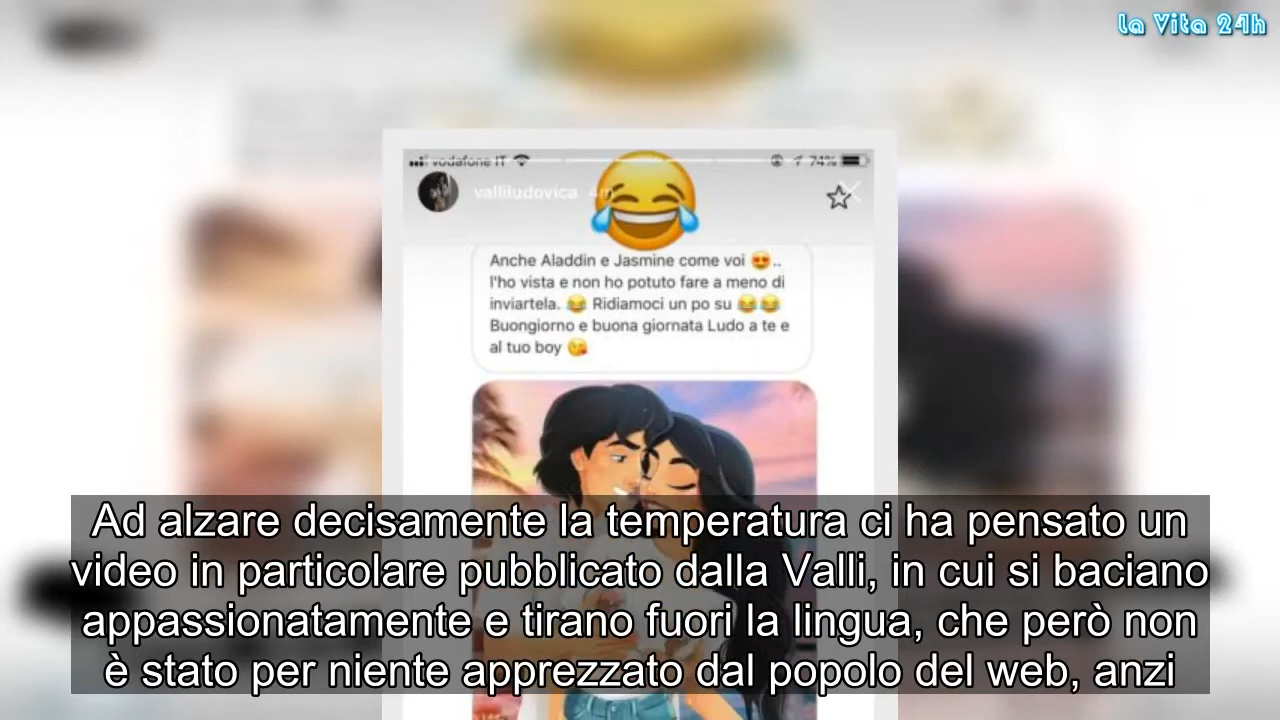 la Vita 24h
vodafone IT 74%
valliludovica 4m
Anche Aladdin e Jasmine come voi 😍..
l'ho vista e non ho potuto fare a meno di
inviartela. 😂 Ridiamoci un po su 😂😂
Buongiorno e buona giornata Ludo a te e
al tuo boy 😘
Ad alzare decisamente la temperatura ci ha pensato un
video in particolare pubblicato dalla Valli, in cui si baciano
appassionatamente e tirano fuori la lingua, che però non
è stato per niente apprezzato dal popolo del web, anzi